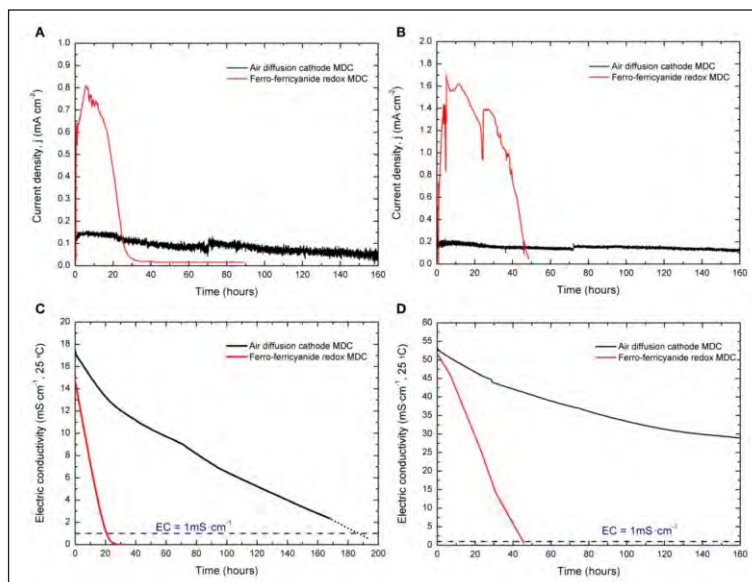 A
Air diffusion cathode MDC
Ferro-ferricyanide redox MDC
Current density, j (mA cm⁻²)
1.0
0.9
0.8
0.7
0.6
0.5
0.4
0.3
0.2
0.1
0.0
0 20 40 60 80 100 120 140 160
Time (hours)
B
Air diffusion cathode MDC
Ferro-ferricyanide redox MDC
Current density, j (mA cm⁻²)
2.0
1.8
1.6
1.4
1.2
1.0
0.8
0.6
0.4
0.2
0.0
0 20 40 60 80 100 120 140 160
Time (hours)
C
Air diffusion cathode MDC
Ferro-ferricyanide redox MDC
Electric conductivity (mS·cm⁻¹, 25 ºC)
20
18
16
14
12
10
8
6
4
2
0
EC = 1mS·cm⁻¹
0 20 40 60 80 100 120 140 160 180 200
Time (hours)
D
Air diffusion cathode MDC
Ferro-ferricyanide redox MDC
Electric conductivity (mS·cm⁻¹, 25 ºC)
60
55
50
45
40
35
30
25
20
15
10
5
0
EC = 1mS·cm⁻¹
0 20 40 60 80 100 120 140 160
Time (hours)